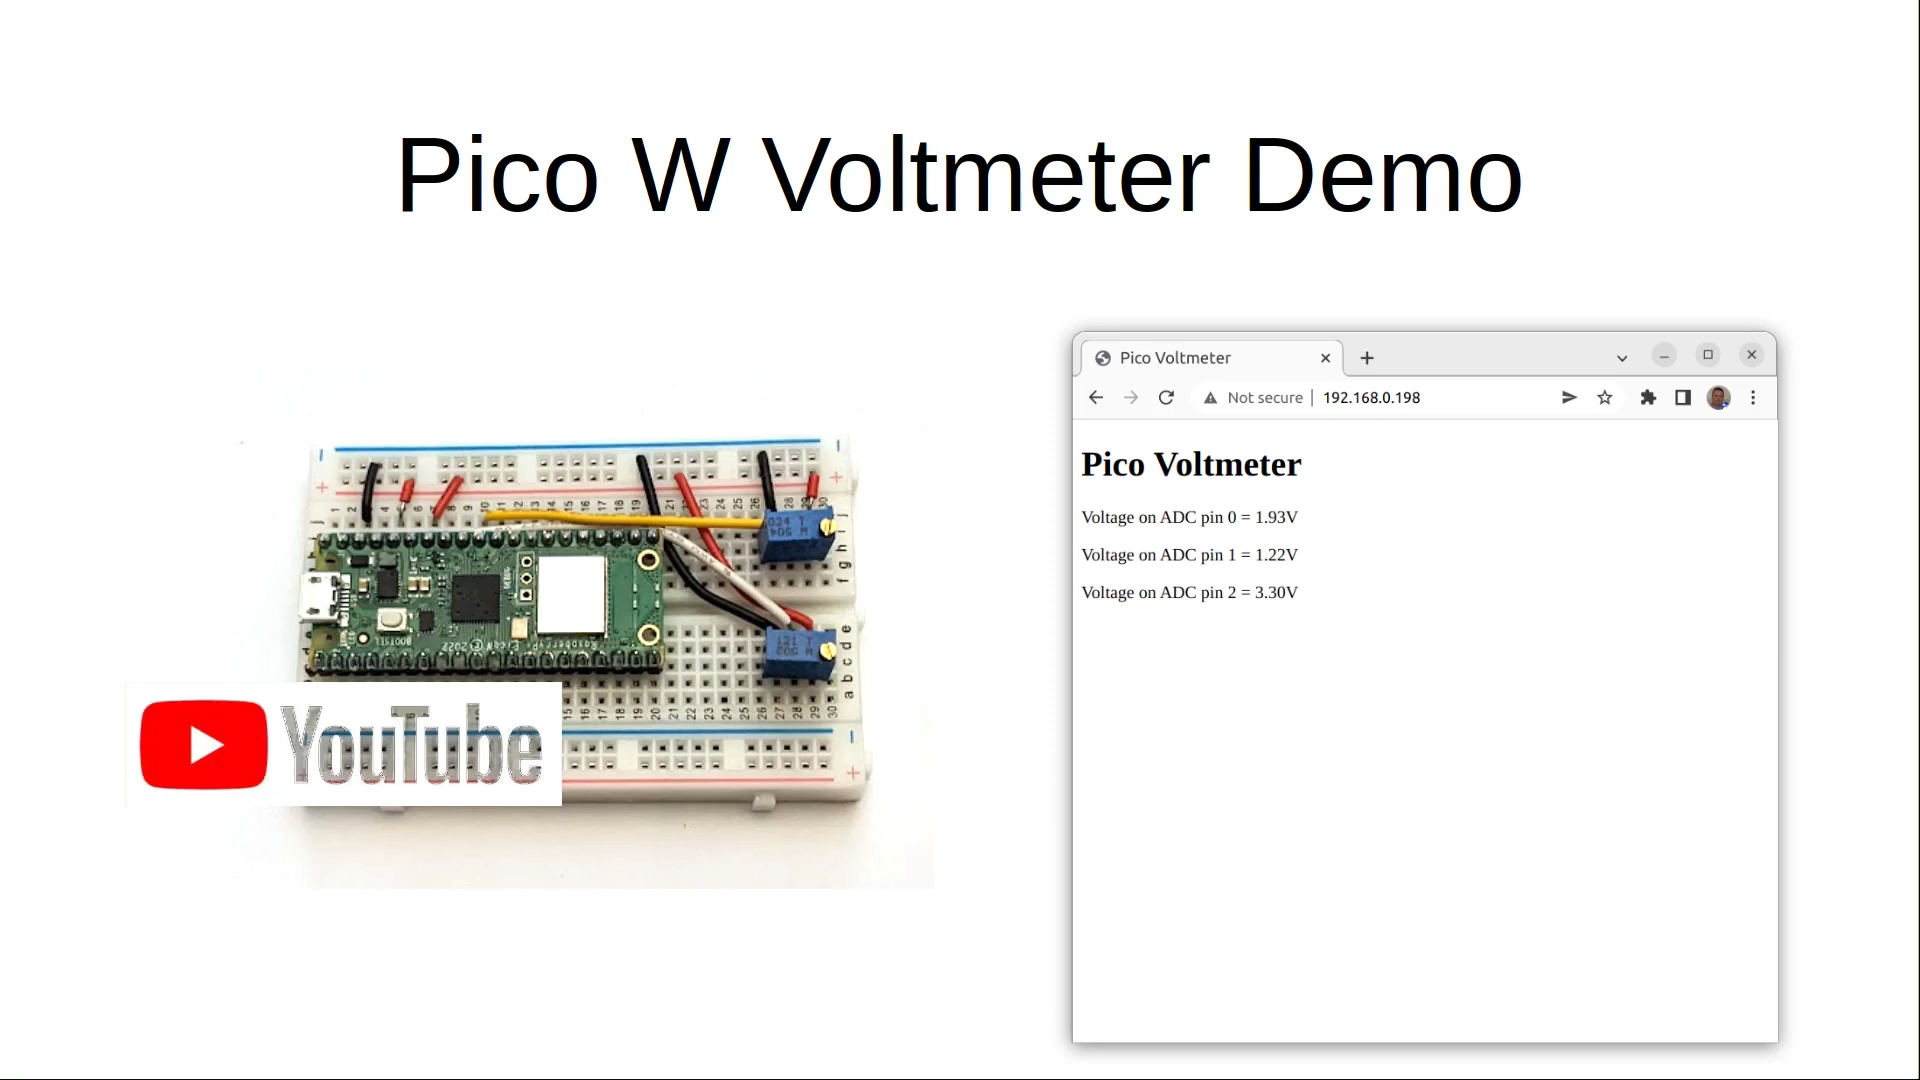 Pico W Voltmeter Demo
YouTube
Pico Voltmeter
Not secure | 192.168.0.198
Pico Voltmeter
Voltage on ADC pin 0 = 1.93V
Voltage on ADC pin 1 = 1.22V
Voltage on ADC pin 2 = 3.30V